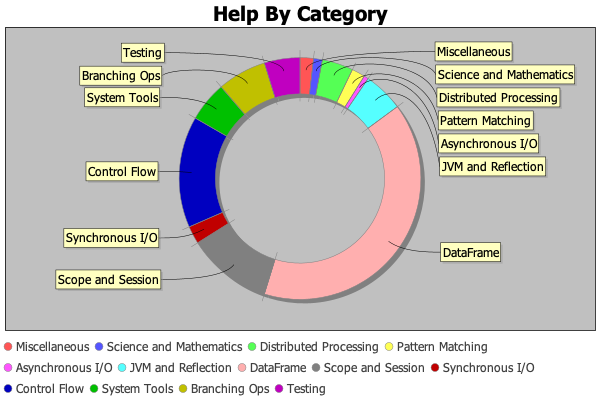 Help By Category
Testing
Miscellaneous
Branching Ops
Science and Mathematics
System Tools
Distributed Processing
Pattern Matching
Asynchronous I/O
Control Flow
JVM and Reflection
Synchronous I/O
DataFrame
Scope and Session
Miscellaneous Science and Mathematics Distributed Processing Pattern Matching
Asynchronous I/O JVM and Reflection DataFrame Scope and Session Synchronous I/O
Control Flow System Tools Branching Ops Testing